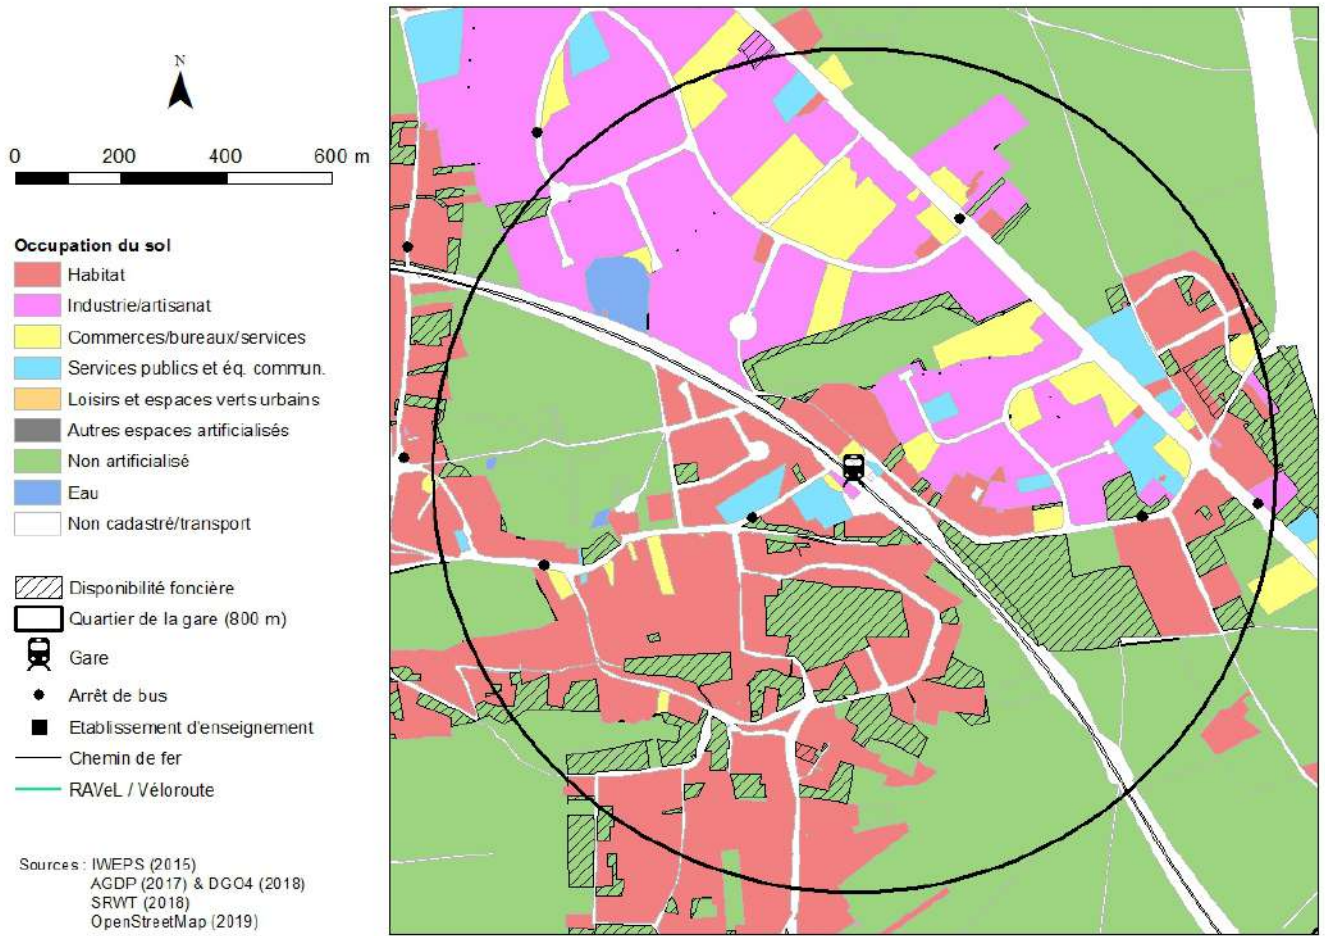 N
0 200 400 600 m
Occupation du sol
Habitat
Industrie/artisanat
Commerces/bureaux/services
Services publics et éq. commun.
Loisirs et espaces verts urbains
Autres espaces artificialisés
Non artificialisé
Eau
Non cadastré/transport
Disponibilité foncière
Quartier de la gare (800 m)
Gare
Arrêt de bus
Etablissement d'enseignement
Chemin de fer
RAVeL / Véloroute
Sources : IWEPS (2015)
AGDP (2017) & DGO4 (2018)
SRWT (2018)
OpenStreetMap (2019)